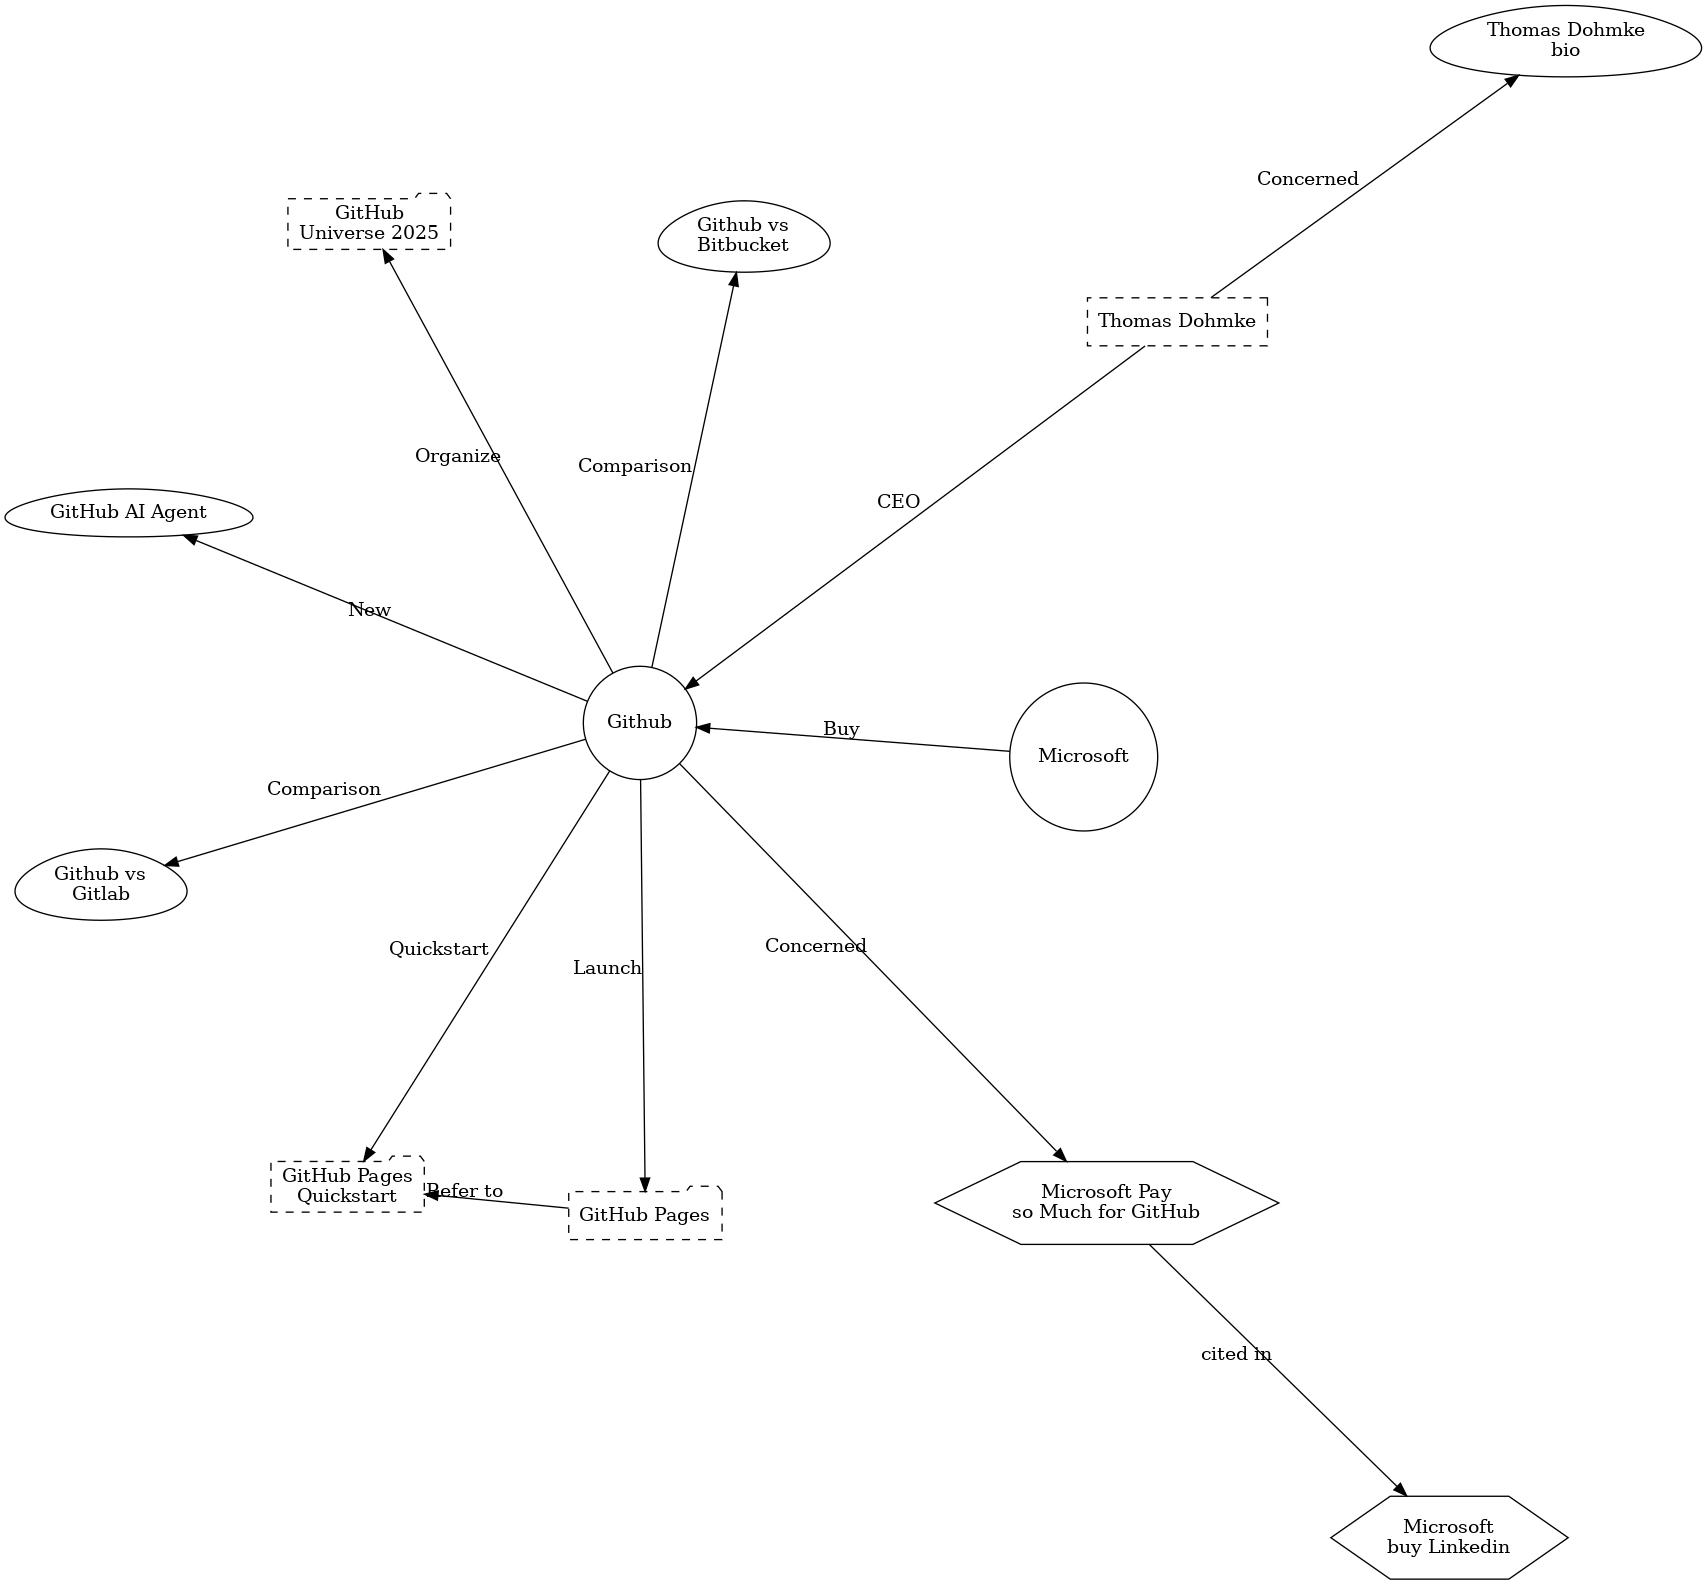 Thomas Dohmke
bio
Concerned
GitHub
Universe 2025
Github vs
Bitbucket
Thomas Dohmke
Organize
Comparison
CEO
GitHub AI Agent
New
Github
Buy
Microsoft
Comparison
Github vs
Gitlab
Quickstart
Launch
Concerned
GitHub Pages
Quickstart
Refer to
GitHub Pages
Microsoft Pay
so Much for GitHub
cited in
Microsoft
buy Linkedin